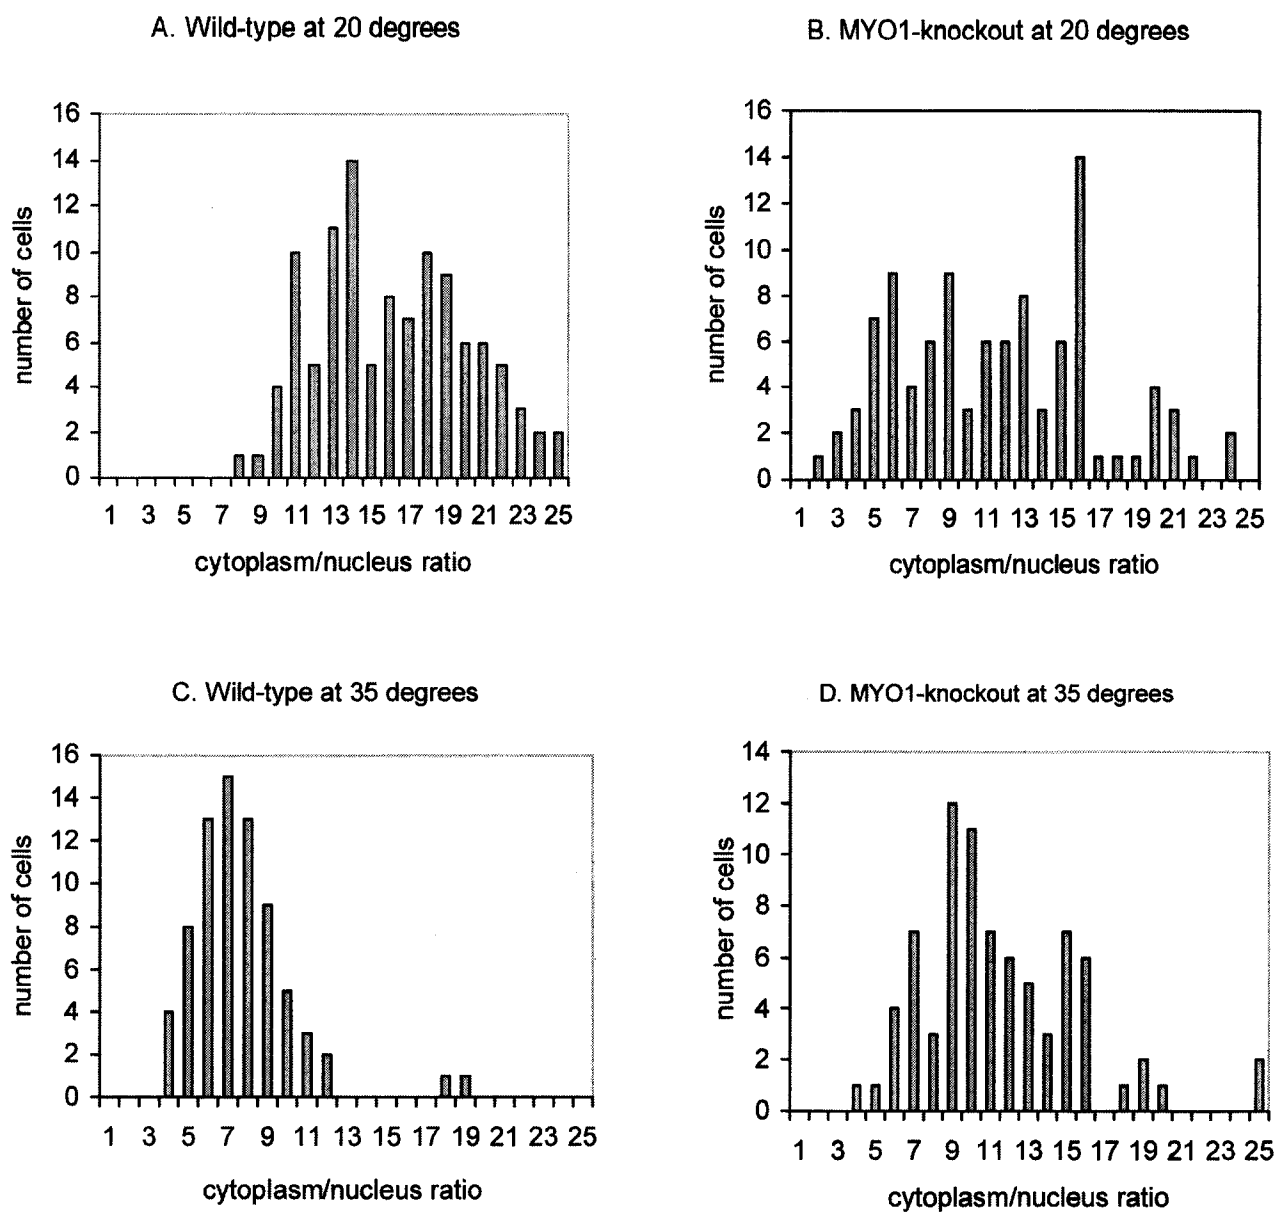 A. Wild-type at 20 degrees
16
14
12
10
8
6
4
2
0
number of cells
1 3 5 7 9 11 13 15 17 19 21 23 25
cytoplasm/nucleus ratio
B. MYO1-knockout at 20 degrees
16
14
12
10
8
6
4
2
0
number of cells
1 3 5 7 9 11 13 15 17 19 21 23 25
cytoplasm/nucleus ratio
C. Wild-type at 35 degrees
16
14
12
10
8
6
4
2
0
number of cells
1 3 5 7 9 11 13 15 17 19 21 23 25
cytoplasm/nucleus ratio
D. MYO1-knockout at 35 degrees
14
12
10
8
6
4
2
0
number of cells
1 3 5 7 9 11 13 15 17 19 21 23 25
cytoplasm/nucleus ratio